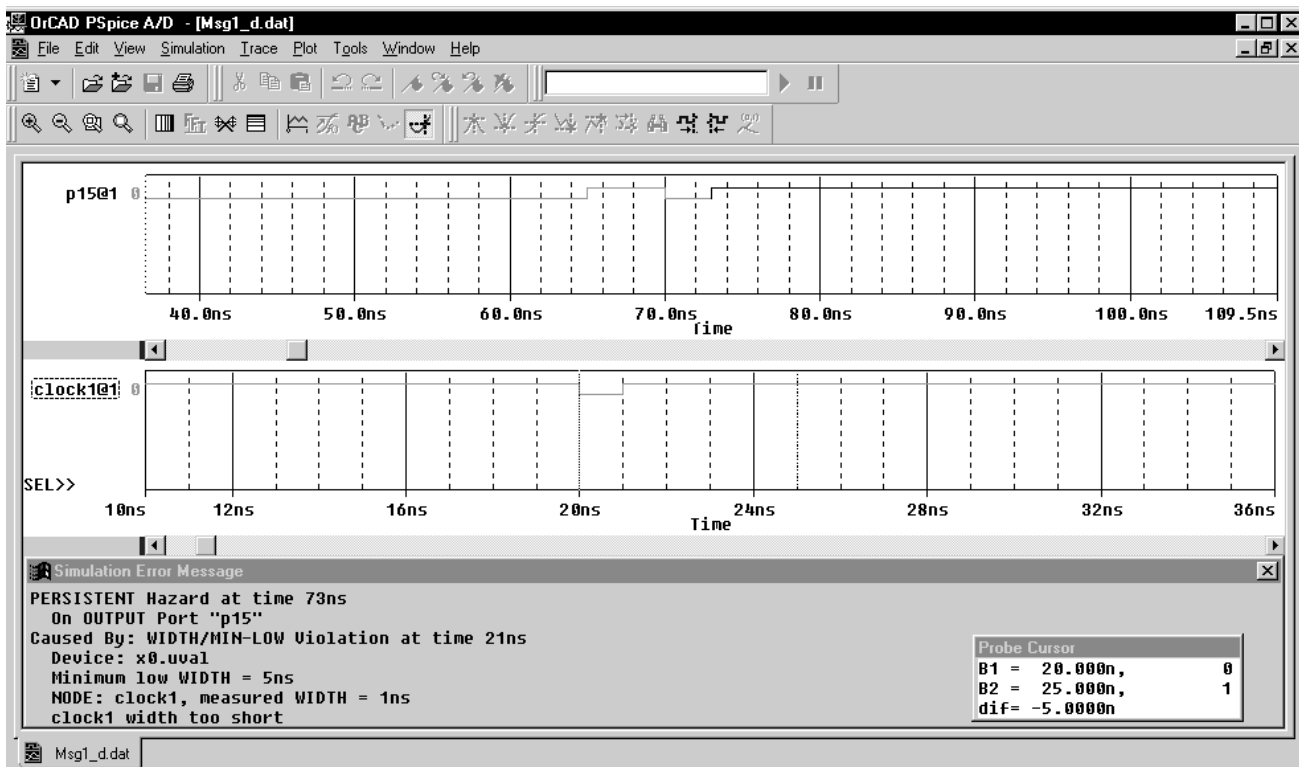 OrCAD PSpice A/D - [Msg1_d.dat]
File Edit View Simulation Trace Plot Tools Window Help
p15@1 0
40.0ns 50.0ns 60.0ns 70.0ns 80.0ns 90.0ns 100.0ns 109.5ns
Time
clock1@1 0
SEL>>
10ns 12ns 16ns 20ns 24ns 28ns 32ns 36ns
Time
Simulation Error Message
PERSISTENT Hazard at time 73ns
On OUTPUT Port "p15"
Caused By: WIDTH/MIN-LOW Violation at time 21ns
Device: x0.uval
Minimum low WIDTH = 5ns
NODE: clock1, measured WIDTH = 1ns
clock1 width too short
Probe Cursor
B1 = 20.000n, 0
B2 = 25.000n, 1
dif= -5.0000n
Msg1_d.dat